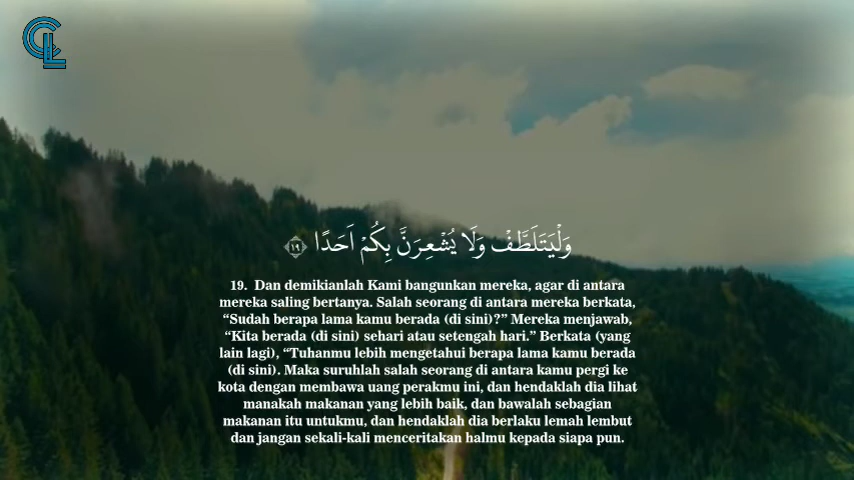 وَلْيَتَلَطَّفْ وَلَا يُشْعِرَنَّ بِكُمْ اَحَدًا ١٩
19. Dan demikianlah Kami bangunkan mereka, agar di antara
mereka saling bertanya. Salah seorang di antara mereka berkata,
“Sudah berapa lama kamu berada (di sini)?” Mereka menjawab,
“Kita berada (di sini) sehari atau setengah hari.” Berkata (yang
lain lagi), “Tuhanmu lebih mengetahui berapa lama kamu berada
(di sini). Maka suruhlah salah seorang di antara kamu pergi ke
kota dengan membawa uang perakmu ini, dan hendaklah dia lihat
manakah makanan yang lebih baik, dan bawalah sebagian
makanan itu untukmu, dan hendaklah dia berlaku lemah lembut
dan jangan sekali-kali menceritakan halmu kepada siapa pun.